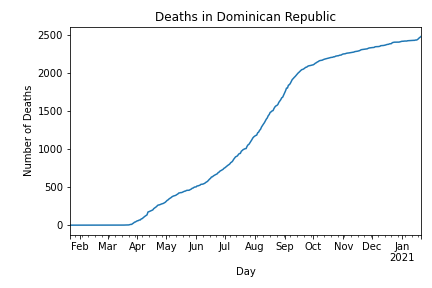 Deaths in Dominican Republic
Number of Deaths
2500
2000
1500
1000
500
0
Feb Mar Apr May Jun Jul Aug Sep Oct Nov Dec Jan
2021
Day